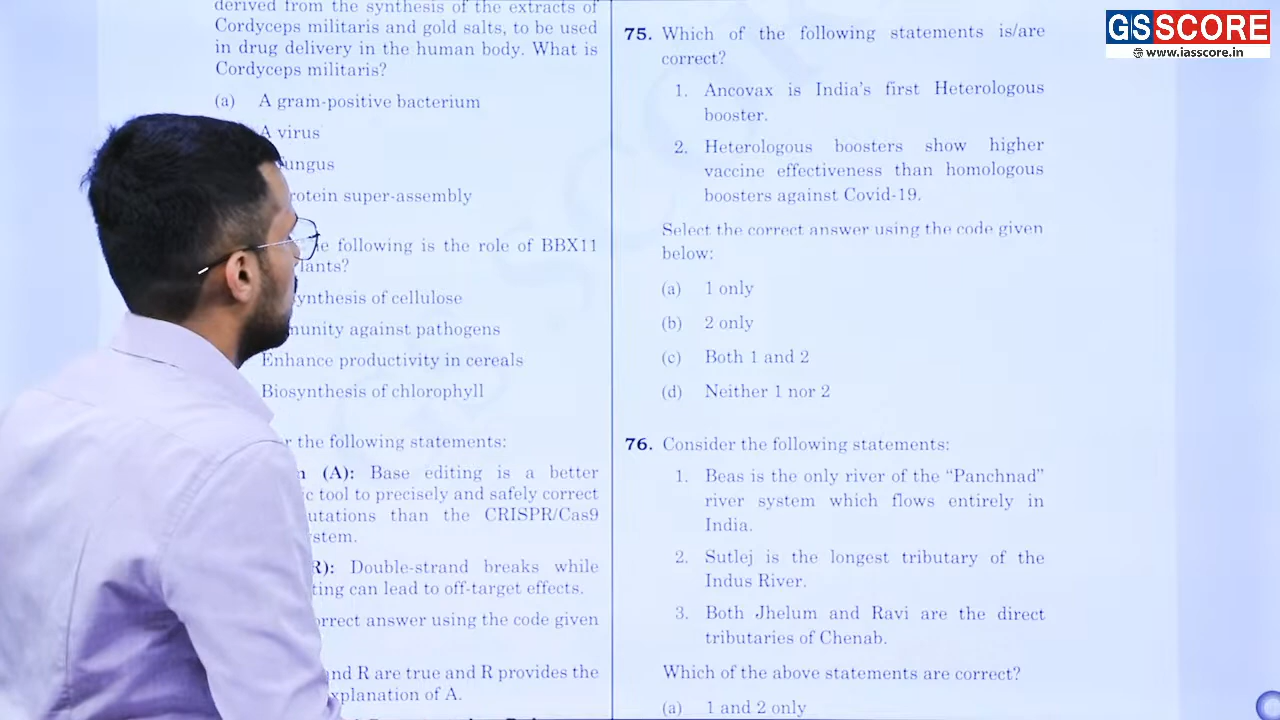 derived from the synthesis of the extracts of
Cordyceps militaris and gold salts, to be used
in drug delivery in the human body. What is
Cordyceps militaris?
(a) A gram-positive bacterium
A virus
fungus
rotein super-assembly
e following is the role of BBX11
lants?
ynthesis of cellulose
munity against pathogens
Enhance productivity in cereals
Biosynthesis of chlorophyll
r the following statements:
n (A): Base editing is a better
c tool to precisely and safely correct
utations than the CRISPR/Cas9
stem.
R): Double-strand breaks while
ting can lead to off-target effects.
orrect answer using the code given
nd R are true and R provides the
xplanation of A.
75. Which of the following statements is/are
correct?
1. Ancovax is India's first Heterologous
booster.
2. Heterologous boosters show higher
vaccine effectiveness than homologous
boosters against Covid-19.
Select the correct answer using the code given
below:
(a) 1 only
(b) 2 only
(c) Both 1 and 2
(d) Neither 1 nor 2
76. Consider the following statements:
1. Beas is the only river of the "Panchnad"
river system which flows entirely in
India.
2. Sutlej is the longest tributary of the
Indus River.
3. Both Jhelum and Ravi are the direct
tributaries of Chenab.
Which of the above statements are correct?
(a) 1 and 2 only
GSSCORE
www.iasscore.in